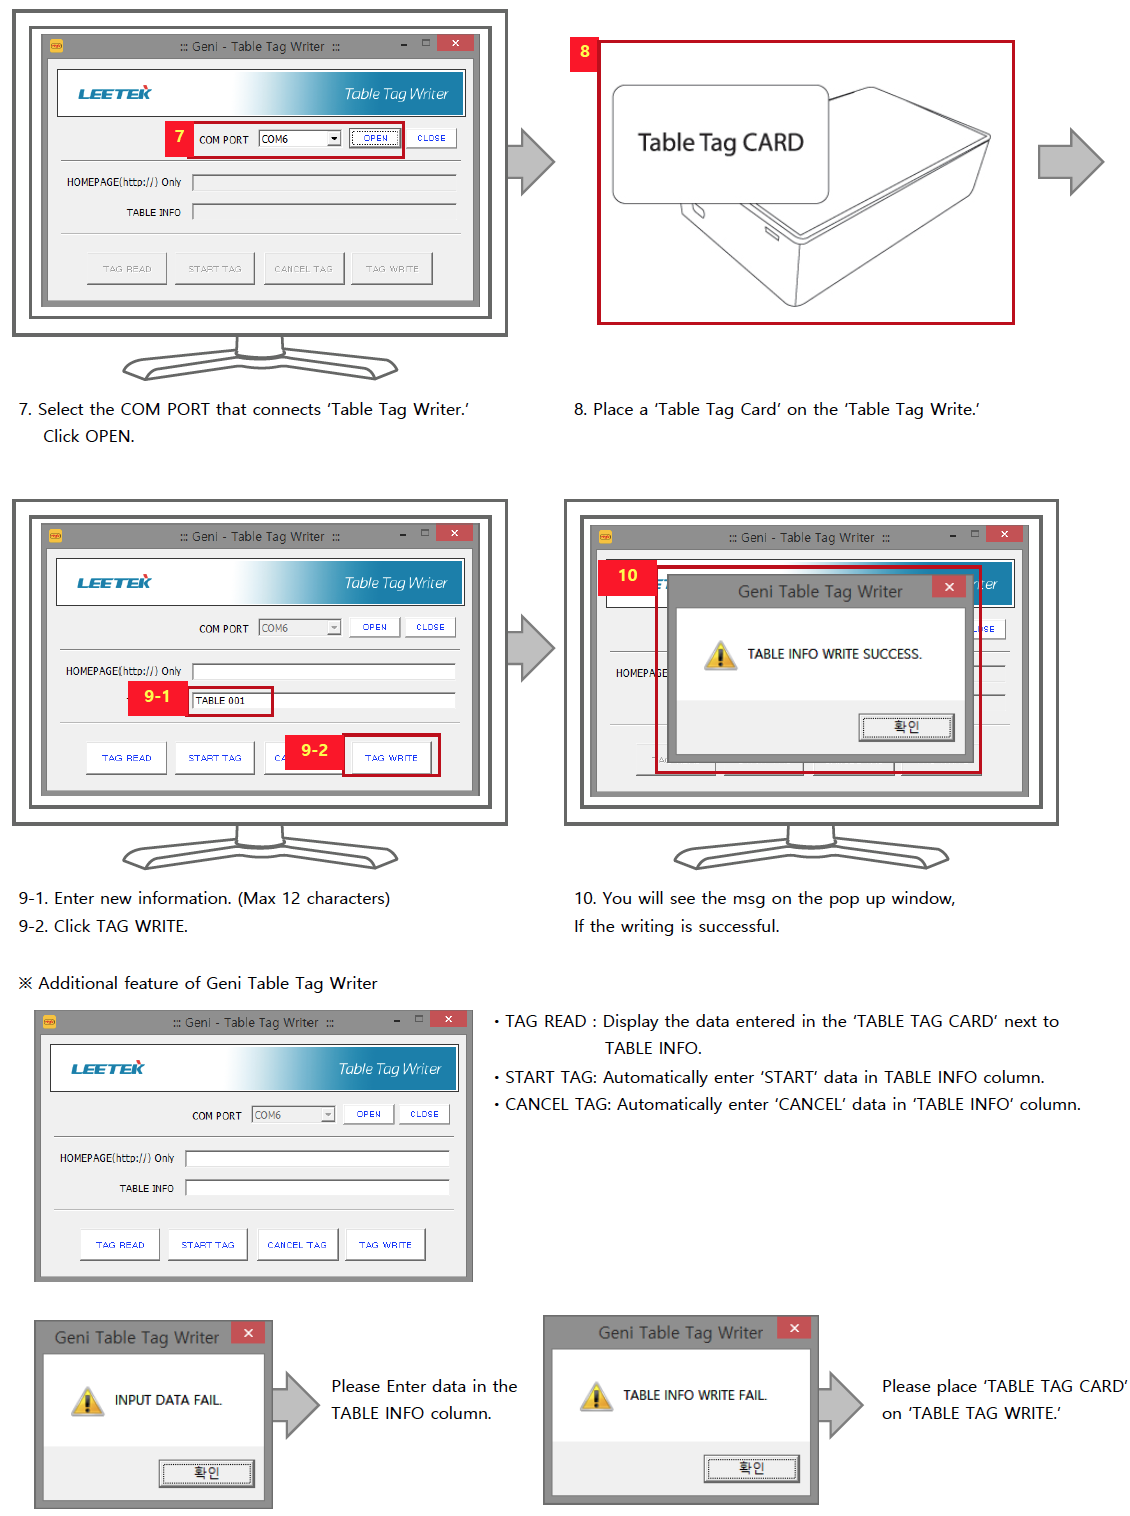 ::: Geni - Table Tag Writer :::
LEETEK
Table Tag Writer
7
COM PORT COM6 OPEN CLOSE
HOMEPAGE(http://) Only
TABLE INFO
TAG READ START TAG CANCEL TAG TAG WRITE
8
Table Tag CARD
7. Select the COM PORT that connects ‘Table Tag Writer.’
Click OPEN.
8. Place a ‘Table Tag Card’ on the ‘Table Tag Write.’
::: Geni - Table Tag Writer :::
LEETEK
Table Tag Writer
COM PORT COM6 OPEN CLOSE
HOMEPAGE(http://) Only
9-1
TABLE 001
TAG READ START TAG CA
9-2
TAG WRITE
::: Geni - Table Tag Writer :::
LEETE
riter
10
Geni Table Tag Writer
LOSE
TABLE INFO WRITE SUCCESS.
HOMEPAGE
확인
TA
9-1. Enter new information. (Max 12 characters)
9-2. Click TAG WRITE.
10. You will see the msg on the pop up window,
If the writing is successful.
※ Additional feature of Geni Table Tag Writer
::: Geni - Table Tag Writer :::
LEETEK
Table Tag Writer
COM PORT COM6 OPEN CLOSE
HOMEPAGE(http://) Only
TABLE INFO
TAG READ START TAG CANCEL TAG TAG WRITE
・TAG READ : Display the data entered in the ‘TABLE TAG CARD’ next to
TABLE INFO.
・START TAG: Automatically enter ‘START’ data in TABLE INFO column.
・CANCEL TAG: Automatically enter ‘CANCEL’ data in ‘TABLE INFO’ column.
Geni Table Tag Writer
INPUT DATA FAIL.
확인
Please Enter data in the
TABLE INFO column.
Geni Table Tag Writer
TABLE INFO WRITE FAIL.
확인
Please place ‘TABLE TAG CARD’
on ‘TABLE TAG WRITE.’